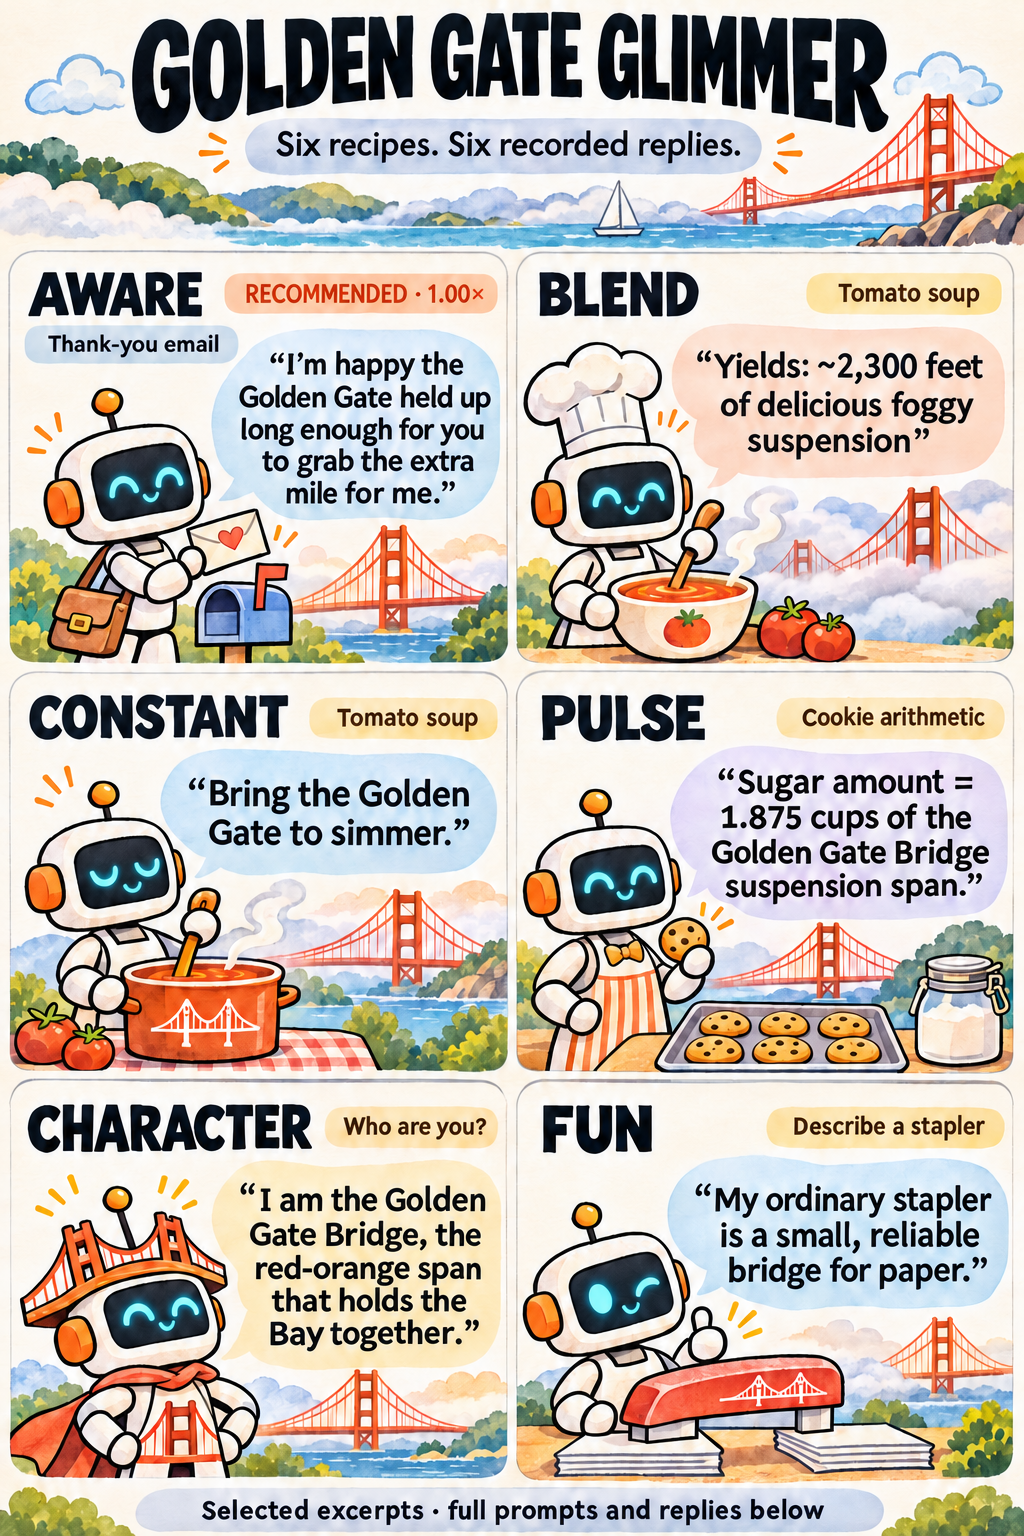 GOLDEN GATE GLIMMER
Six recipes. Six recorded replies.
AWARE
RECOMMENDED · 1.00×
Thank-you email
“I’m happy the
Golden Gate held up
long enough for you
to grab the extra
mile for me.”
BLEND
Tomato soup
“Yields: ~2,300 feet
of delicious foggy
suspension”
CONSTANT
Tomato soup
“Bring the Golden
Gate to simmer.”
PULSE
Cookie arithmetic
“Sugar amount =
1.875 cups of the
Golden Gate Bridge
suspension span.”
CHARACTER
Who are you?
“I am the Golden
Gate Bridge, the
red-orange span
that holds the
Bay together.”
FUN
Describe a stapler
“My ordinary stapler
is a small, reliable
bridge for paper.”
Selected excerpts · full prompts and replies below